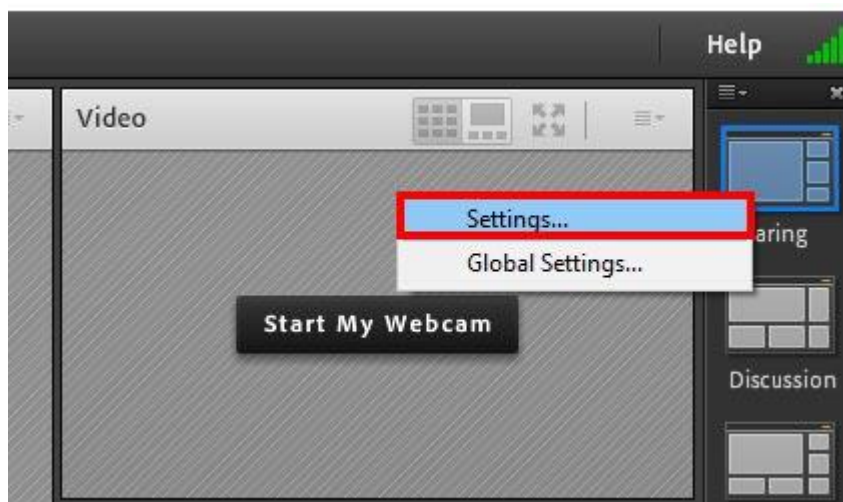 Help
Video
Settings...
aring
Global Settings...
Start My Webcam
Discussion